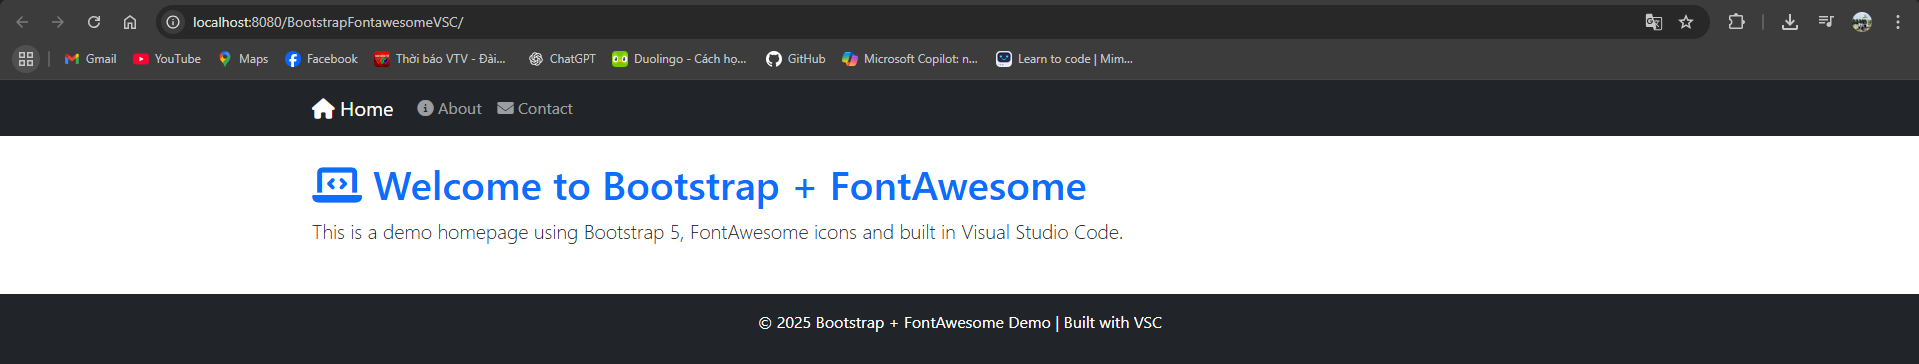 localhost:8080/BootstrapFontawesomeVSC/
Gmail YouTube Maps Facebook Thời báo VTV - Đài... ChatGPT Duolingo - Cách họ... GitHub Microsoft Copilot: n... Learn to code | Mim...
Home About Contact
Welcome to Bootstrap + FontAwesome
This is a demo homepage using Bootstrap 5, FontAwesome icons and built in Visual Studio Code.
© 2025 Bootstrap + FontAwesome Demo | Built with VSC